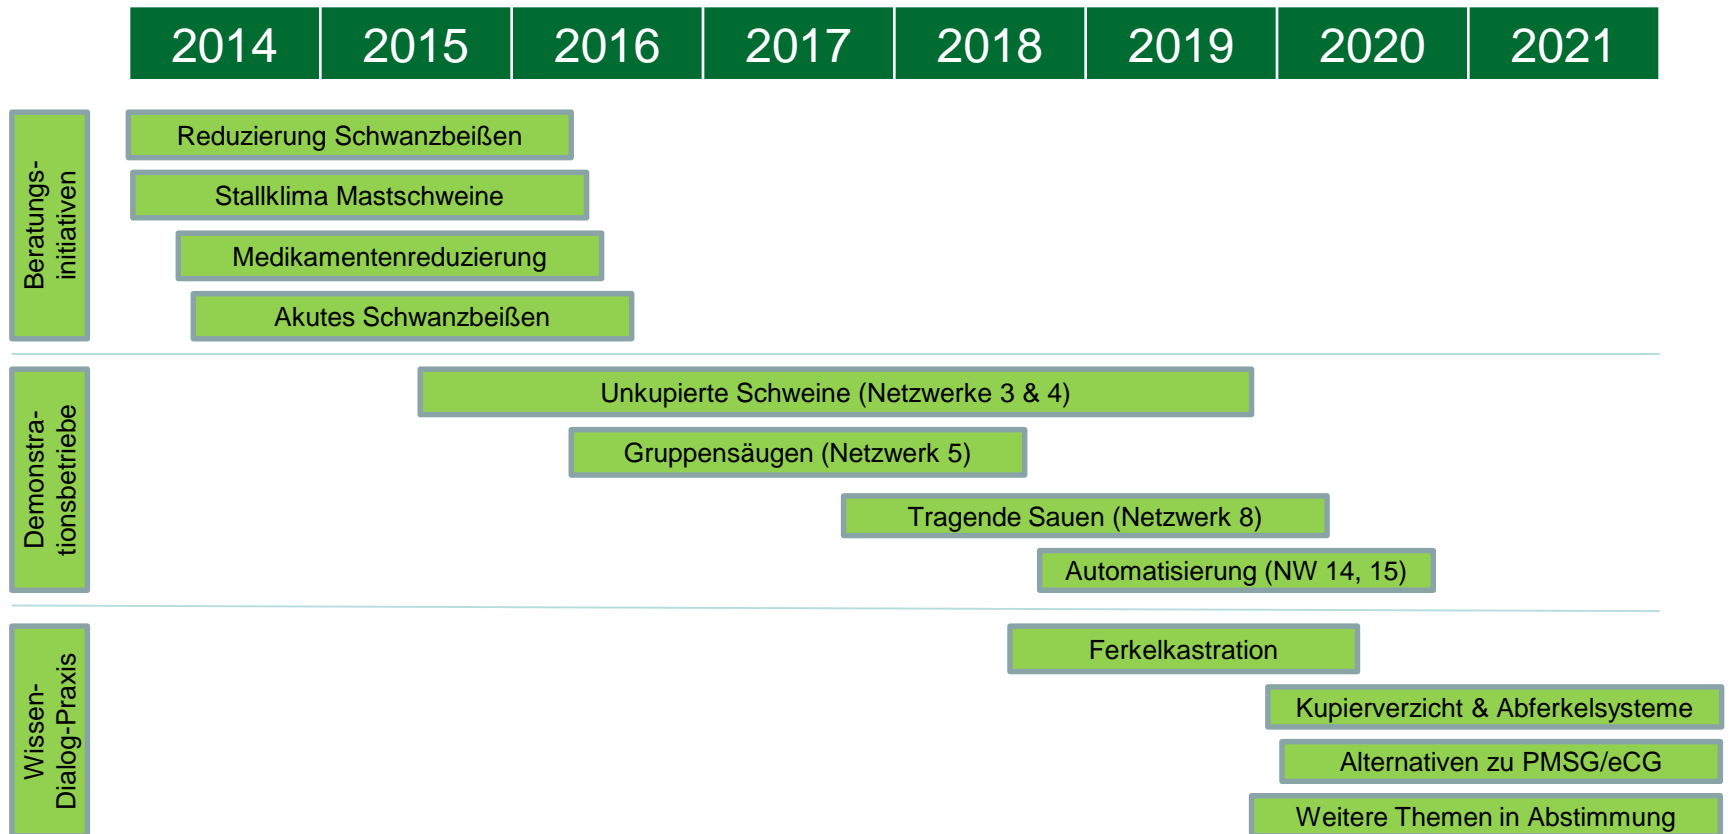 2014 2015 2016 2017 2018 2019 2020 2021
Beratungs-
initiativen
Reduzierung Schwanzbeißen
Stallklima Mastschweine
Medikamentenreduzierung
Akutes Schwanzbeißen
Demonstra-
tionsbetriebe
Unkupierte Schweine (Netzwerke 3 & 4)
Gruppensäugen (Netzwerk 5)
Tragende Sauen (Netzwerk 8)
Automatisierung (NW 14, 15)
Wissen-
Dialog-Praxis
Ferkelkastration
Kupierverzicht & Abferkelsysteme
Alternativen zu PMSG/eCG
Weitere Themen in Abstimmung